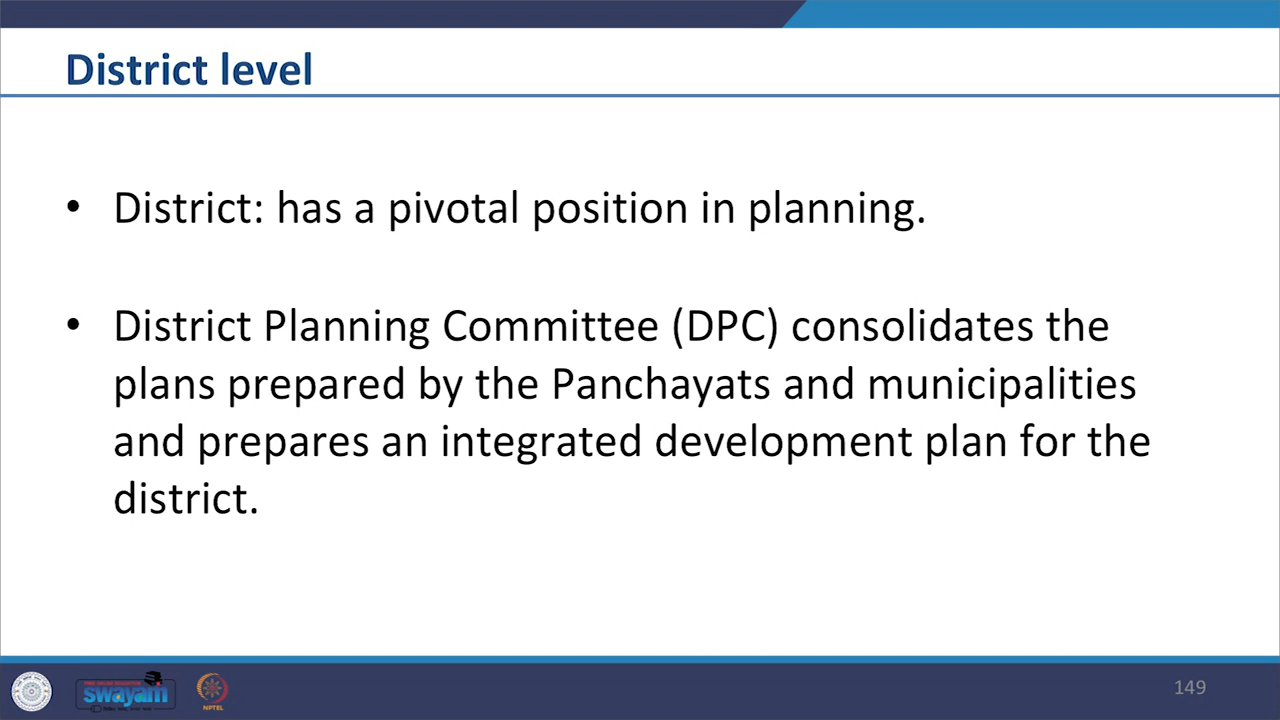 District level
• District: has a pivotal position in planning.
• District Planning Committee (DPC) consolidates the
plans prepared by the Panchayats and municipalities
and prepares an integrated development plan for the
district.
swayam
NPTEL
149